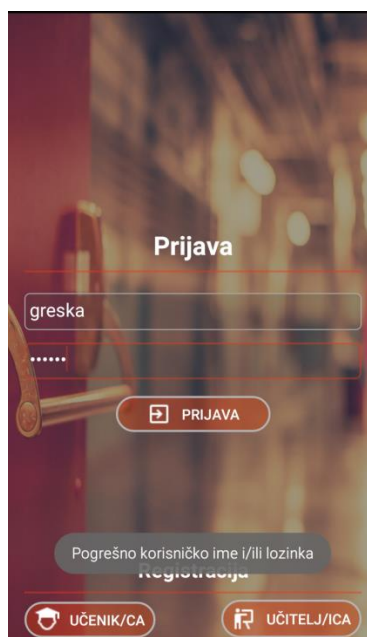 Prijava
greska
••••••
PRIJAVA
Pogrešno korisničko ime i/ili lozinka
Registracija
UČENIK/CA
UČITELJ/ICA